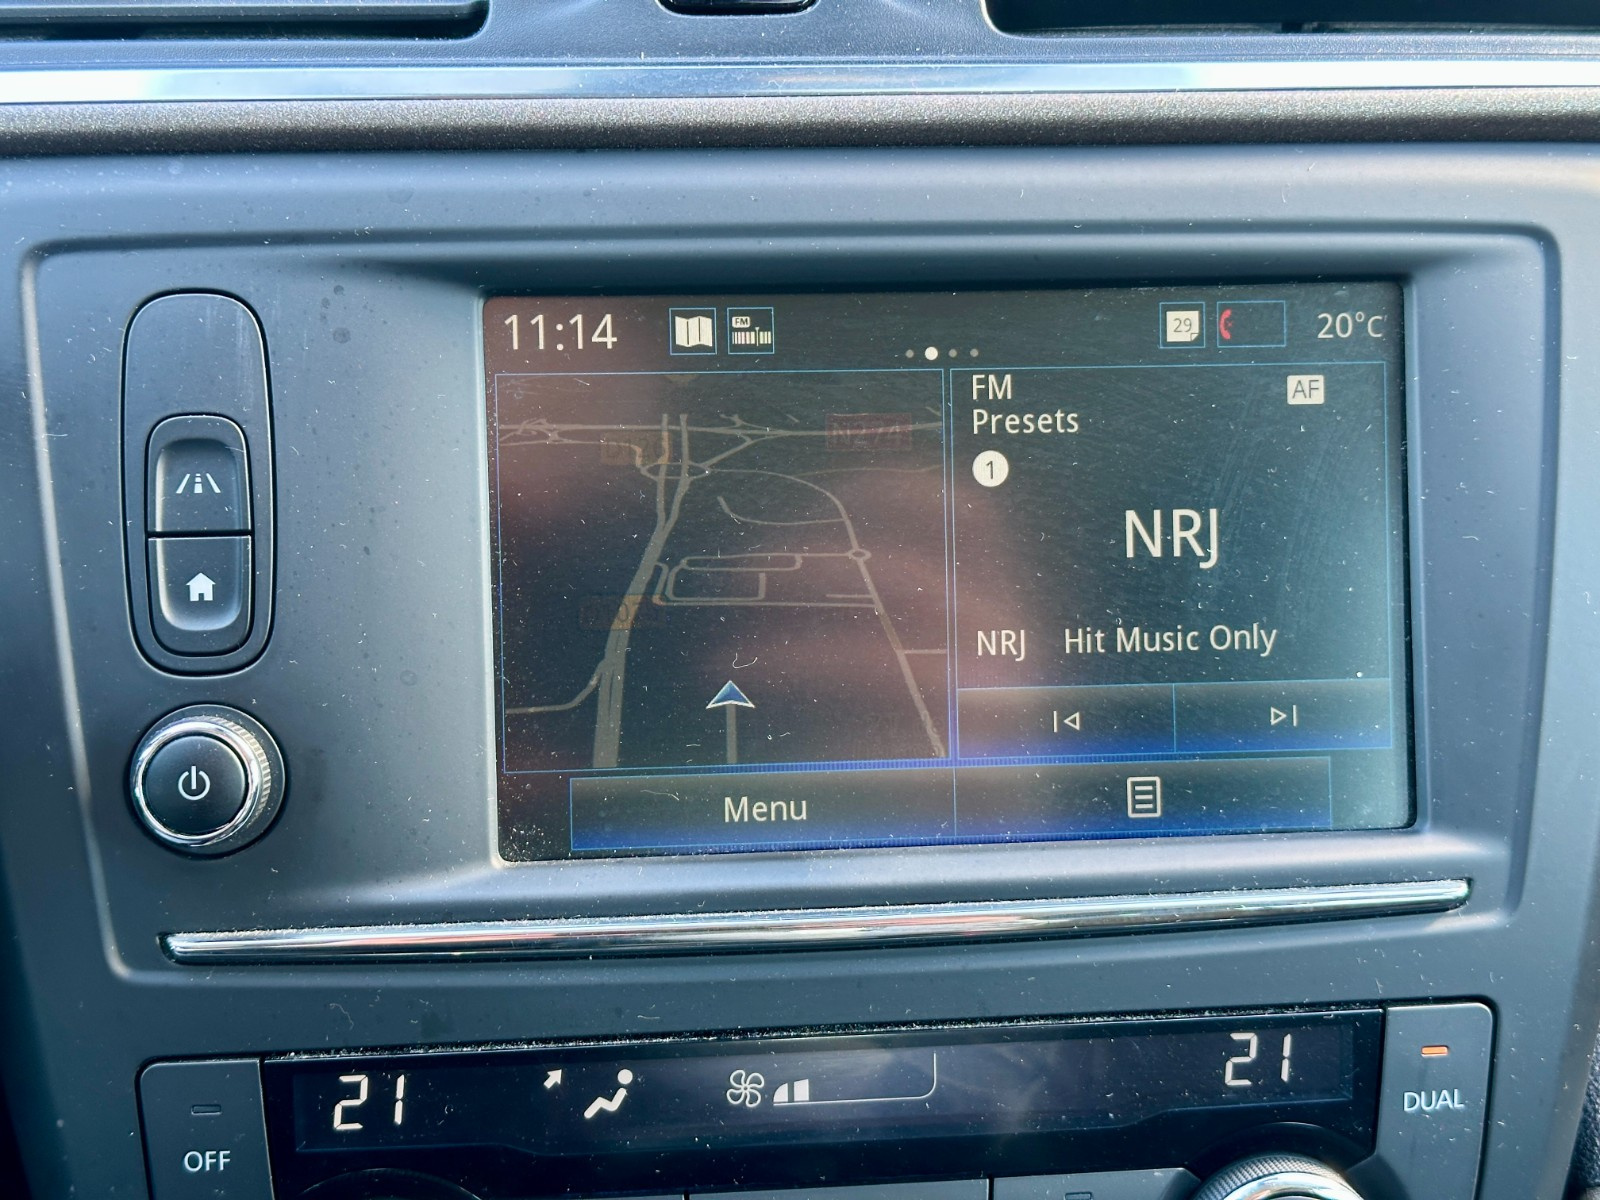 11:14
FM
29
20°C
FM
Presets
AF
1
N274
NRJ
NRJ Hit Music Only
Menu
21
21
DUAL
OFF